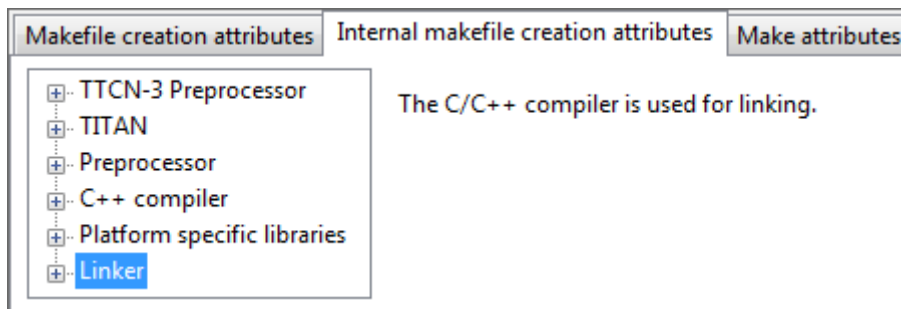 Makefile creation attributes Internal makefile creation attributes Make attributes
TTCN-3 Preprocessor
TITAN
Preprocessor
C++ compiler
Platform specific libraries
Linker
The C/C++ compiler is used for linking.